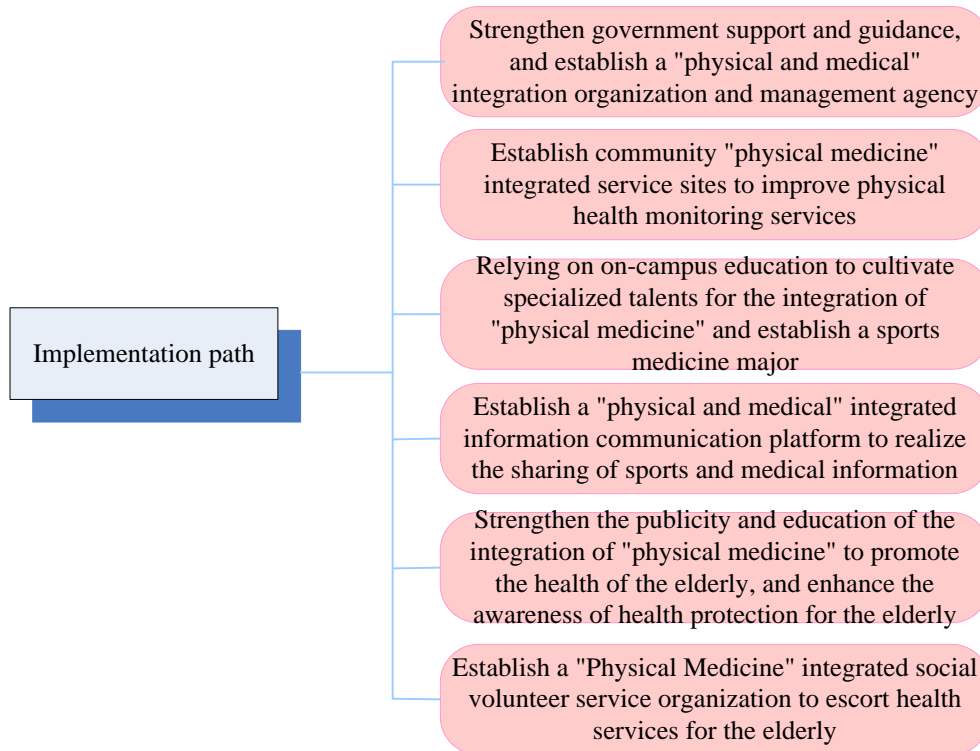 Strengthen government support and guidance,
and establish a "physical and medical"
integration organization and management agency
Establish community "physical medicine"
integrated service sites to improve physical
health monitoring services
Relying on on-campus education to cultivate
specialized talents for the integration of
"physical medicine" and establish a sports
medicine major
Implementation path
Establish a "physical and medical" integrated
information communication platform to realize
the sharing of sports and medical information
Strengthen the publicity and education of the
integration of "physical medicine" to promote
the health of the elderly, and enhance the
awareness of health protection for the elderly
Establish a "Physical Medicine" integrated social
volunteer service organization to escort health
services for the elderly